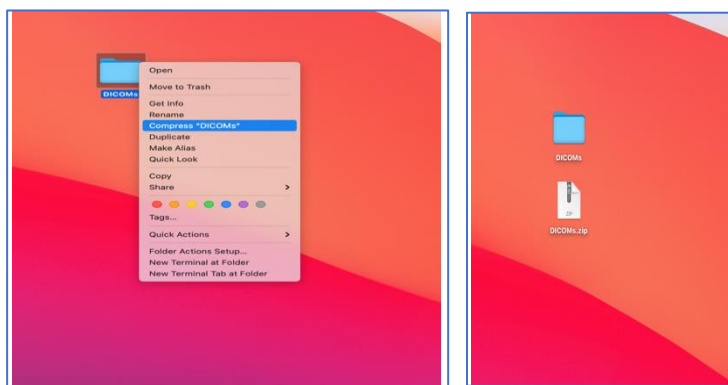 DICOMs
Open
Move to Trash
Get Info
Rename
Compress "DICOMs"
Duplicate
Make Alias
Quick Look
Copy
Share >
Tags...
Quick Actions >
Folder Actions Setup...
New Terminal at Folder
New Terminal Tab at Folder
DICOMs
ZIP
DICOMs.zip